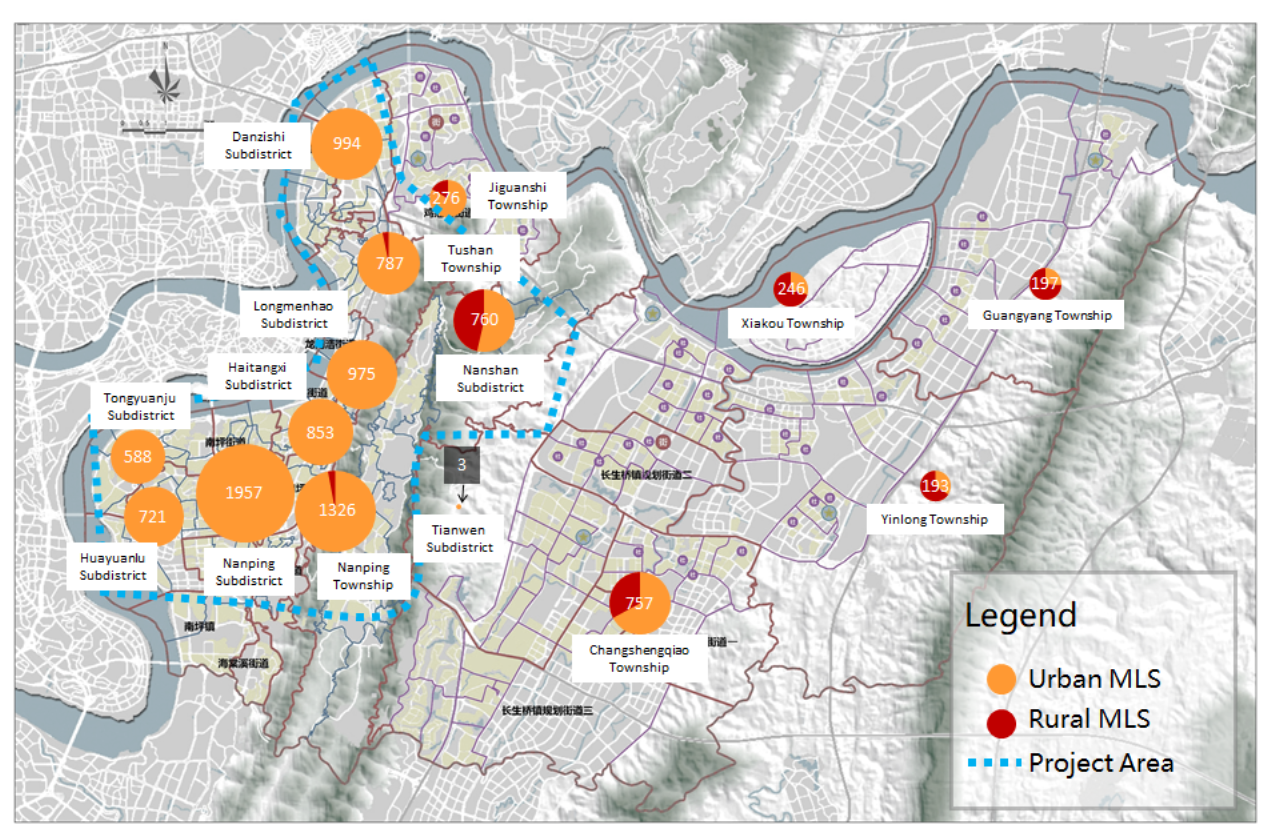 N
Danzishi
Subdistrict
994
街
276
Jiguanshi
Township
787
Tushan
Township
760
Nanshan
Subdistrict
246
Xiakou Township
197
Guangyang Township
Longmenhao
Subdistrict
Haitangxi
Subdistrict
975
街道
853
Tongyuanju
Subdistrict
588
南坪街道
1957
1326
721
Huayuanlu
Subdistrict
Nanping
Subdistrict
Nanping
Township
3
Tianwen
Subdistrict
街
长生桥镇规划街道二
193
Yinlong Township
757
Changshengqiao
Township
街道一
南坪镇
海棠溪街道
长生桥镇规划街道三
Legend
Urban MLS
Rural MLS
Project Area